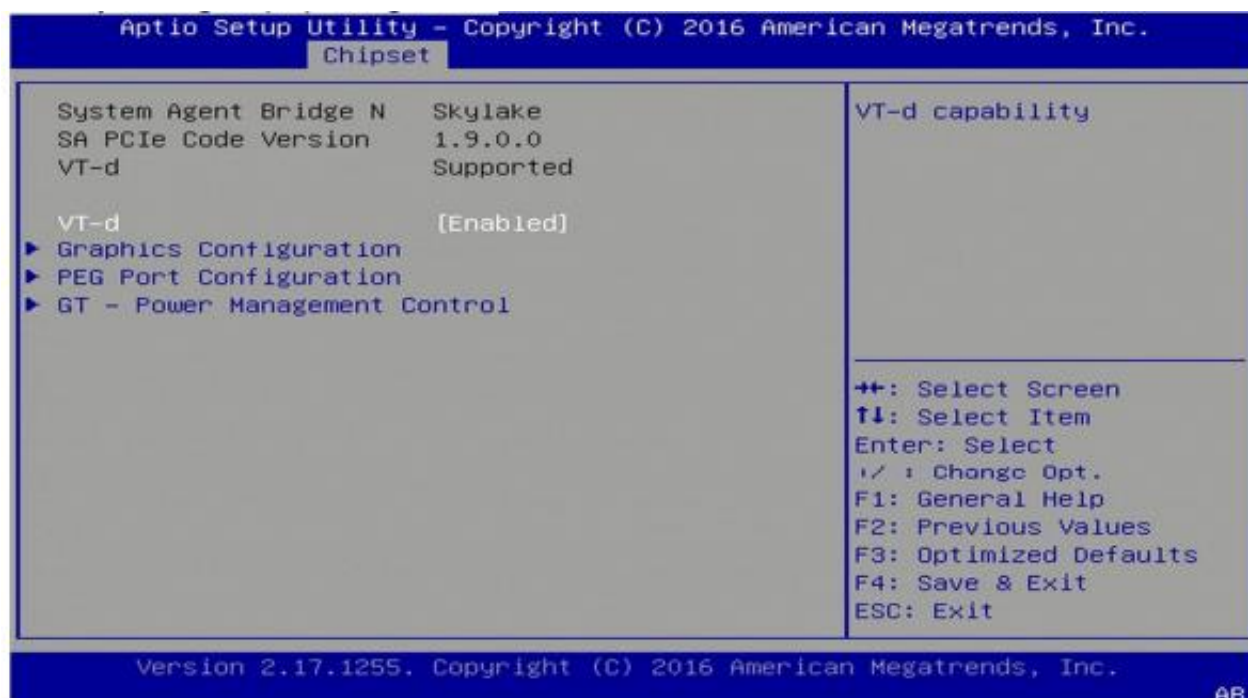 Aptio Setup Utility – Copyright (C) 2016 American Megatrends, Inc.
Chipset
System Agent Bridge N Skylake
SA PCIe Code Version 1.9.0.0
VT-d Supported
VT-d [Enabled]
▶ Graphics Configuration
▶ PEG Port Configuration
▶ GT – Power Management Control
VT-d capability
→←: Select Screen
↑↓: Select Item
Enter: Select
: Change Opt.
F1: General Help
F2: Previous Values
F3: Optimized Defaults
F4: Save & Exit
ESC: Exit
Version 2.17.1255. Copyright (C) 2016 American Megatrends, Inc.
AB